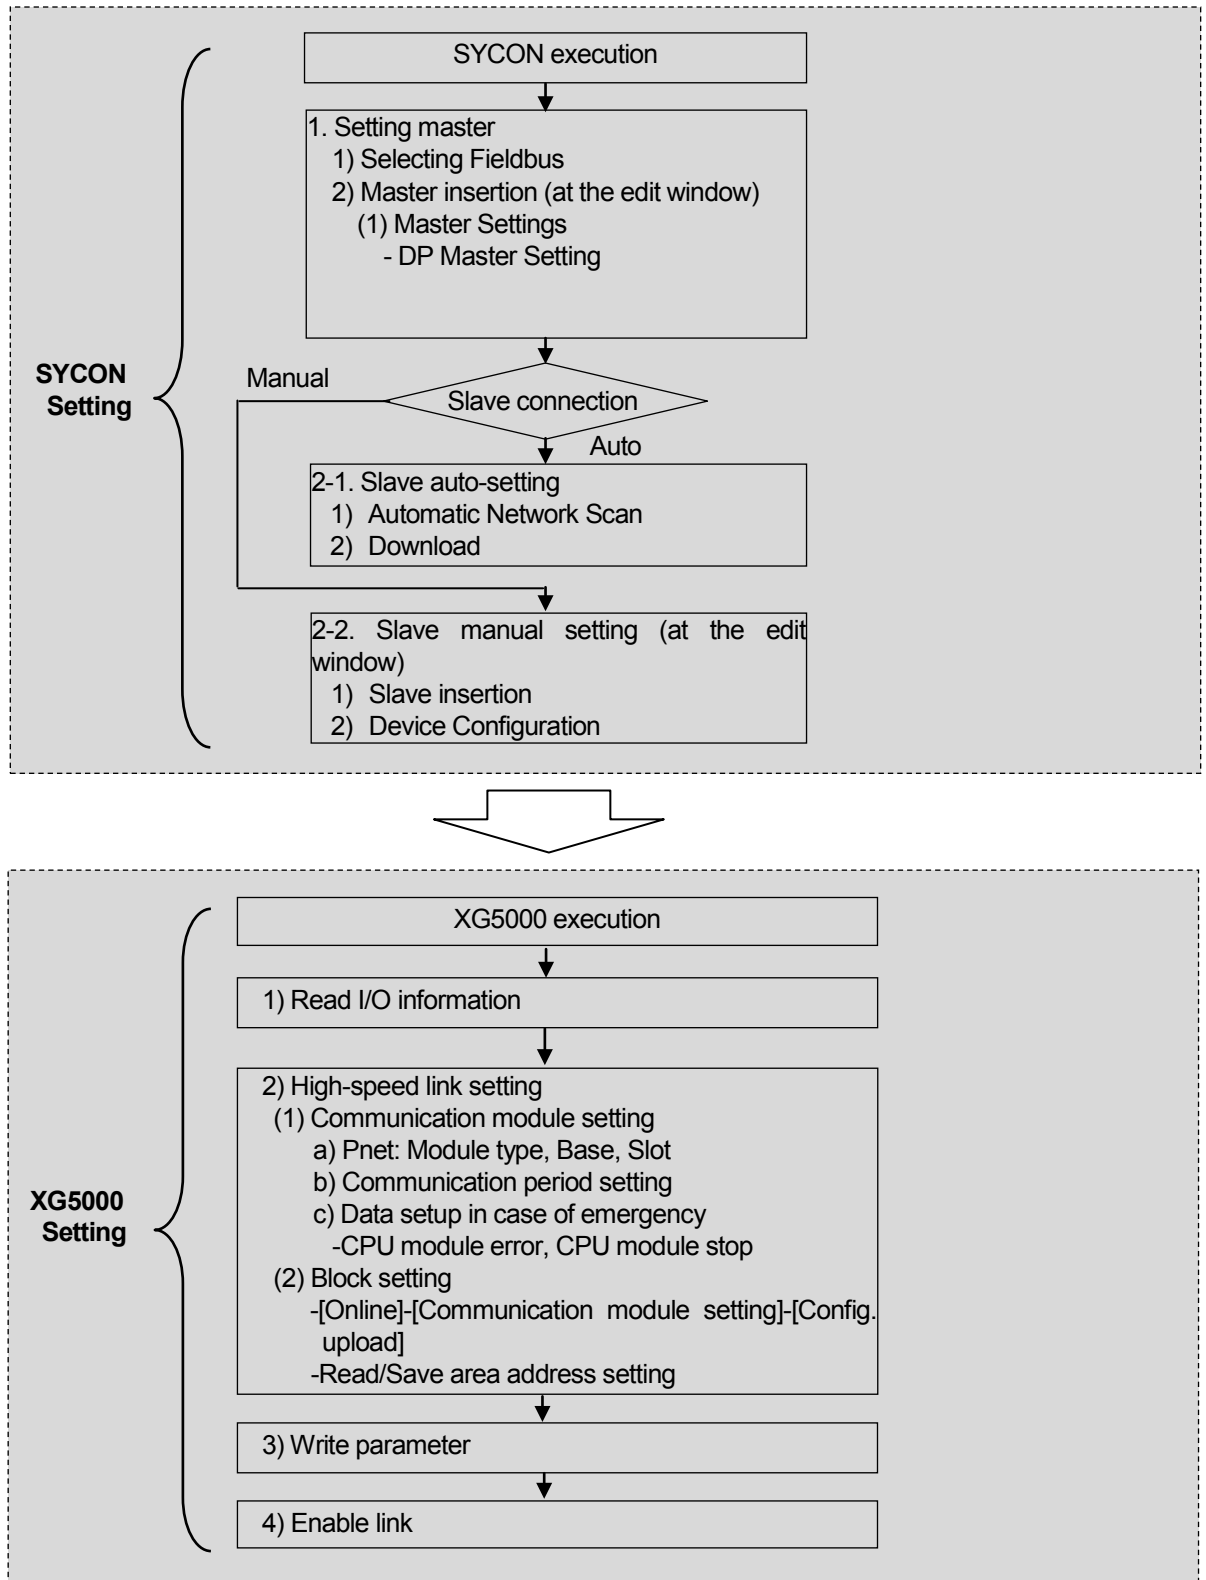 SYCON execution
1. Setting master
1) Selecting Fieldbus
2) Master insertion (at the edit window)
(1) Master Settings
- DP Master Setting
SYCON
Setting
Manual
Slave connection
Auto
2-1. Slave auto-setting
1) Automatic Network Scan
2) Download
2-2. Slave manual setting (at the edit
window)
1) Slave insertion
2) Device Configuration
XG5000 execution
1) Read I/O information
2) High-speed link setting
(1) Communication module setting
a) Pnet: Module type, Base, Slot
b) Communication period setting
c) Data setup in case of emergency
-CPU module error, CPU module stop
(2) Block setting
-[Online]-[Communication module setting]-[Config.
upload]
-Read/Save area address setting
XG5000
Setting
3) Write parameter
4) Enable link